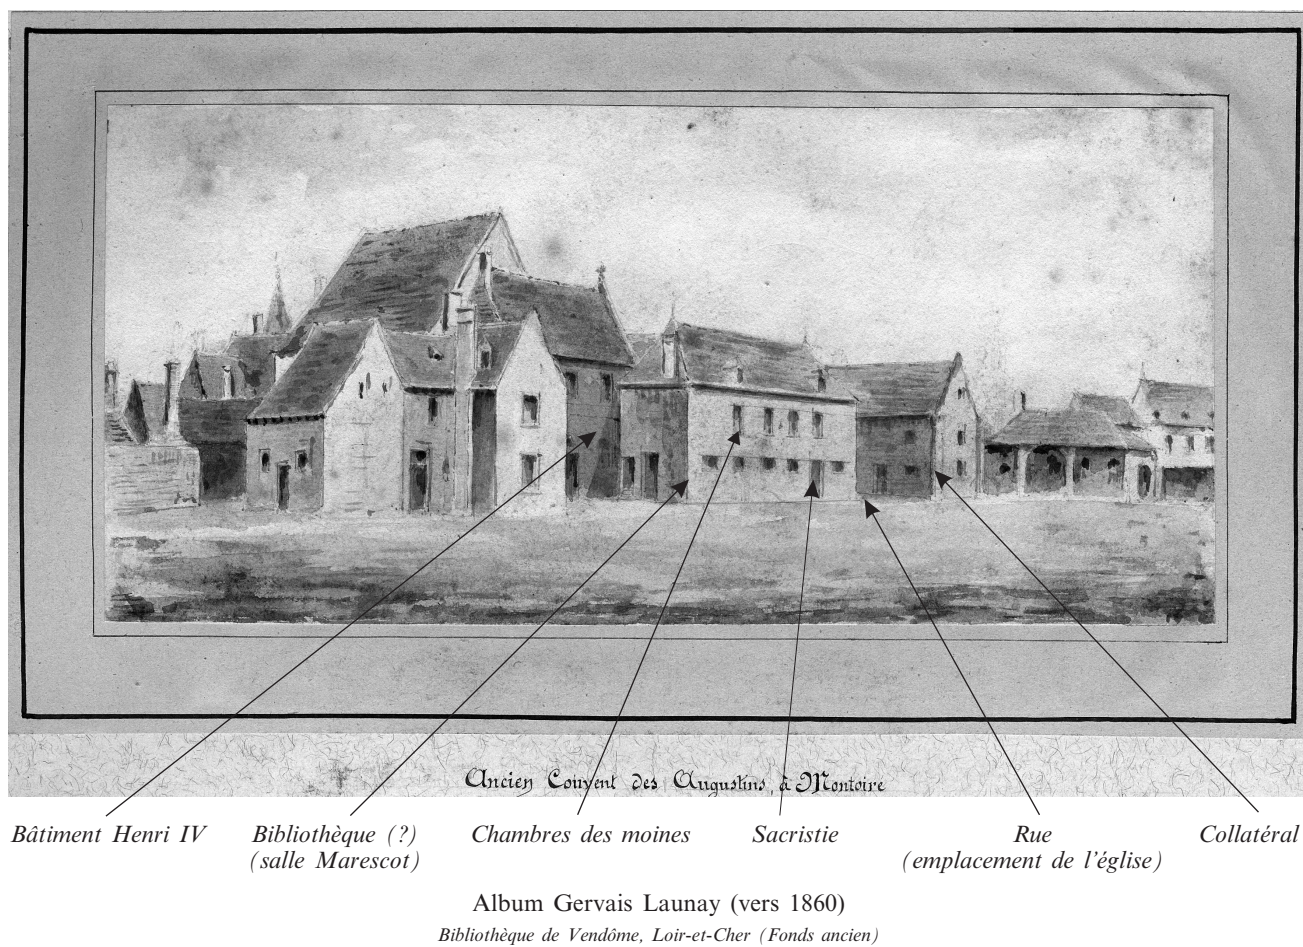 Ancien Couvent des Augustins, à Montoire
Bâtiment Henri IV
Bibliothèque (?)
(salle Marescot)
Chambres des moines
Sacristie
Rue
(emplacement de l'église)
Collatéral
Album Gervais Launay (vers 1860)
Bibliothèque de Vendôme, Loir-et-Cher (Fonds ancien)